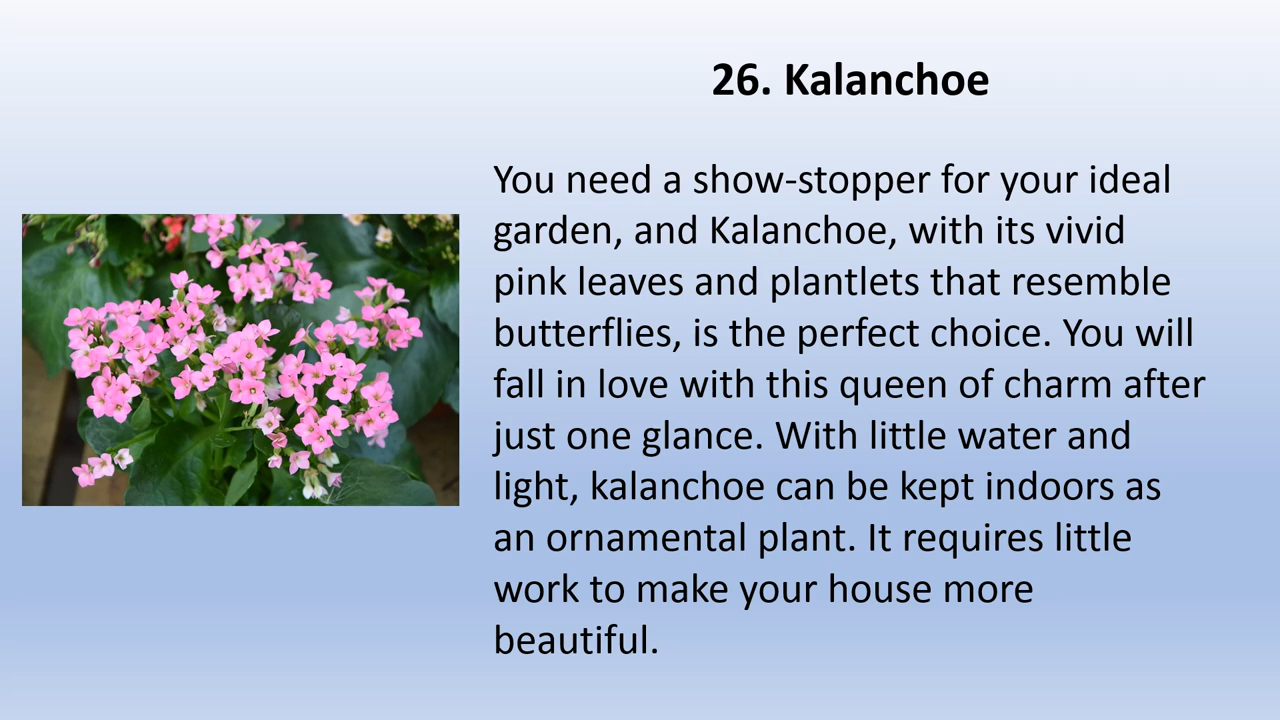 26. Kalanchoe
You need a show-stopper for your ideal
garden, and Kalanchoe, with its vivid
pink leaves and plantlets that resemble
butterflies, is the perfect choice. You will
fall in love with this queen of charm after
just one glance. With little water and
light, kalanchoe can be kept indoors as
an ornamental plant. It requires little
work to make your house more
beautiful.